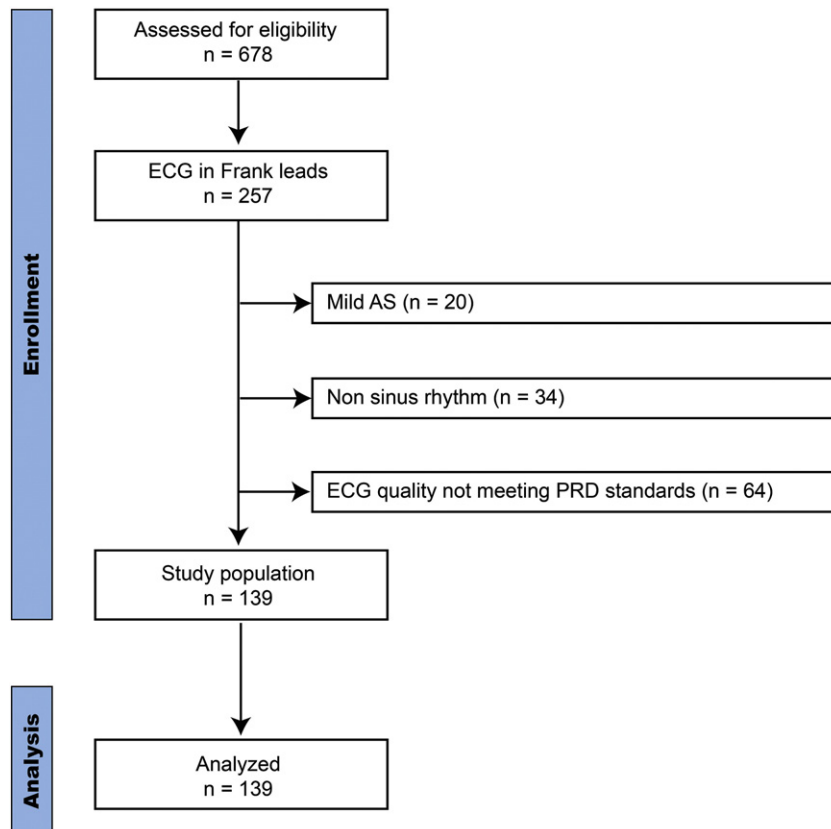 Assessed for eligibility
n = 678
ECG in Frank leads
n = 257
Mild AS (n = 20)
Non sinus rhythm (n = 34)
ECG quality not meeting PRD standards (n = 64)
Study population
n = 139
Enrollment
Analyzed
n = 139
Analysis